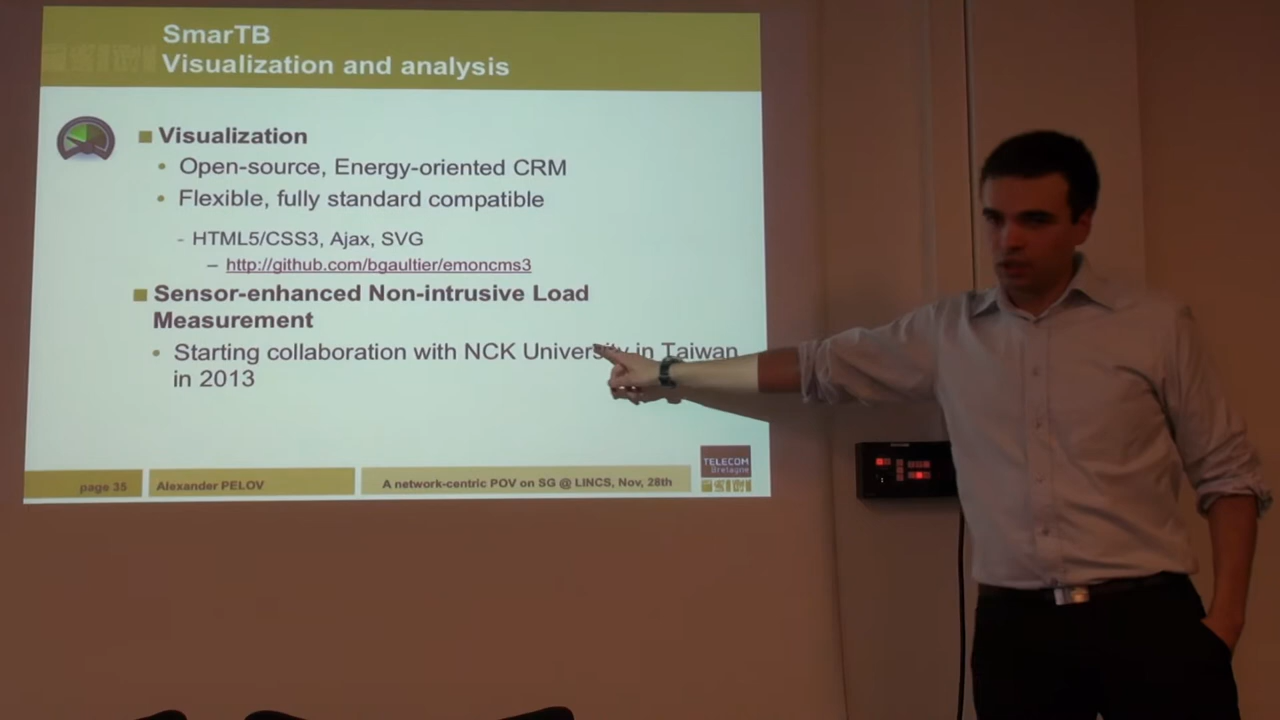 SmarTB
Visualization and analysis
Visualization
Open-source, Energy-oriented CRM
Flexible, fully standard compatible
- HTML5/CSS3, Ajax, SVG
– http://github.com/bgaultier/emoncms3
Sensor-enhanced Non-intrusive Load
Measurement
Starting collaboration with NCK University in Taiwan
in 2013
page 35
Alexander PELOV
A network-centric POV on SG @ LINCS, Nov, 28th
TELECOM
Bretagne